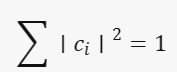 ∑ | cᵢ | ² = 1